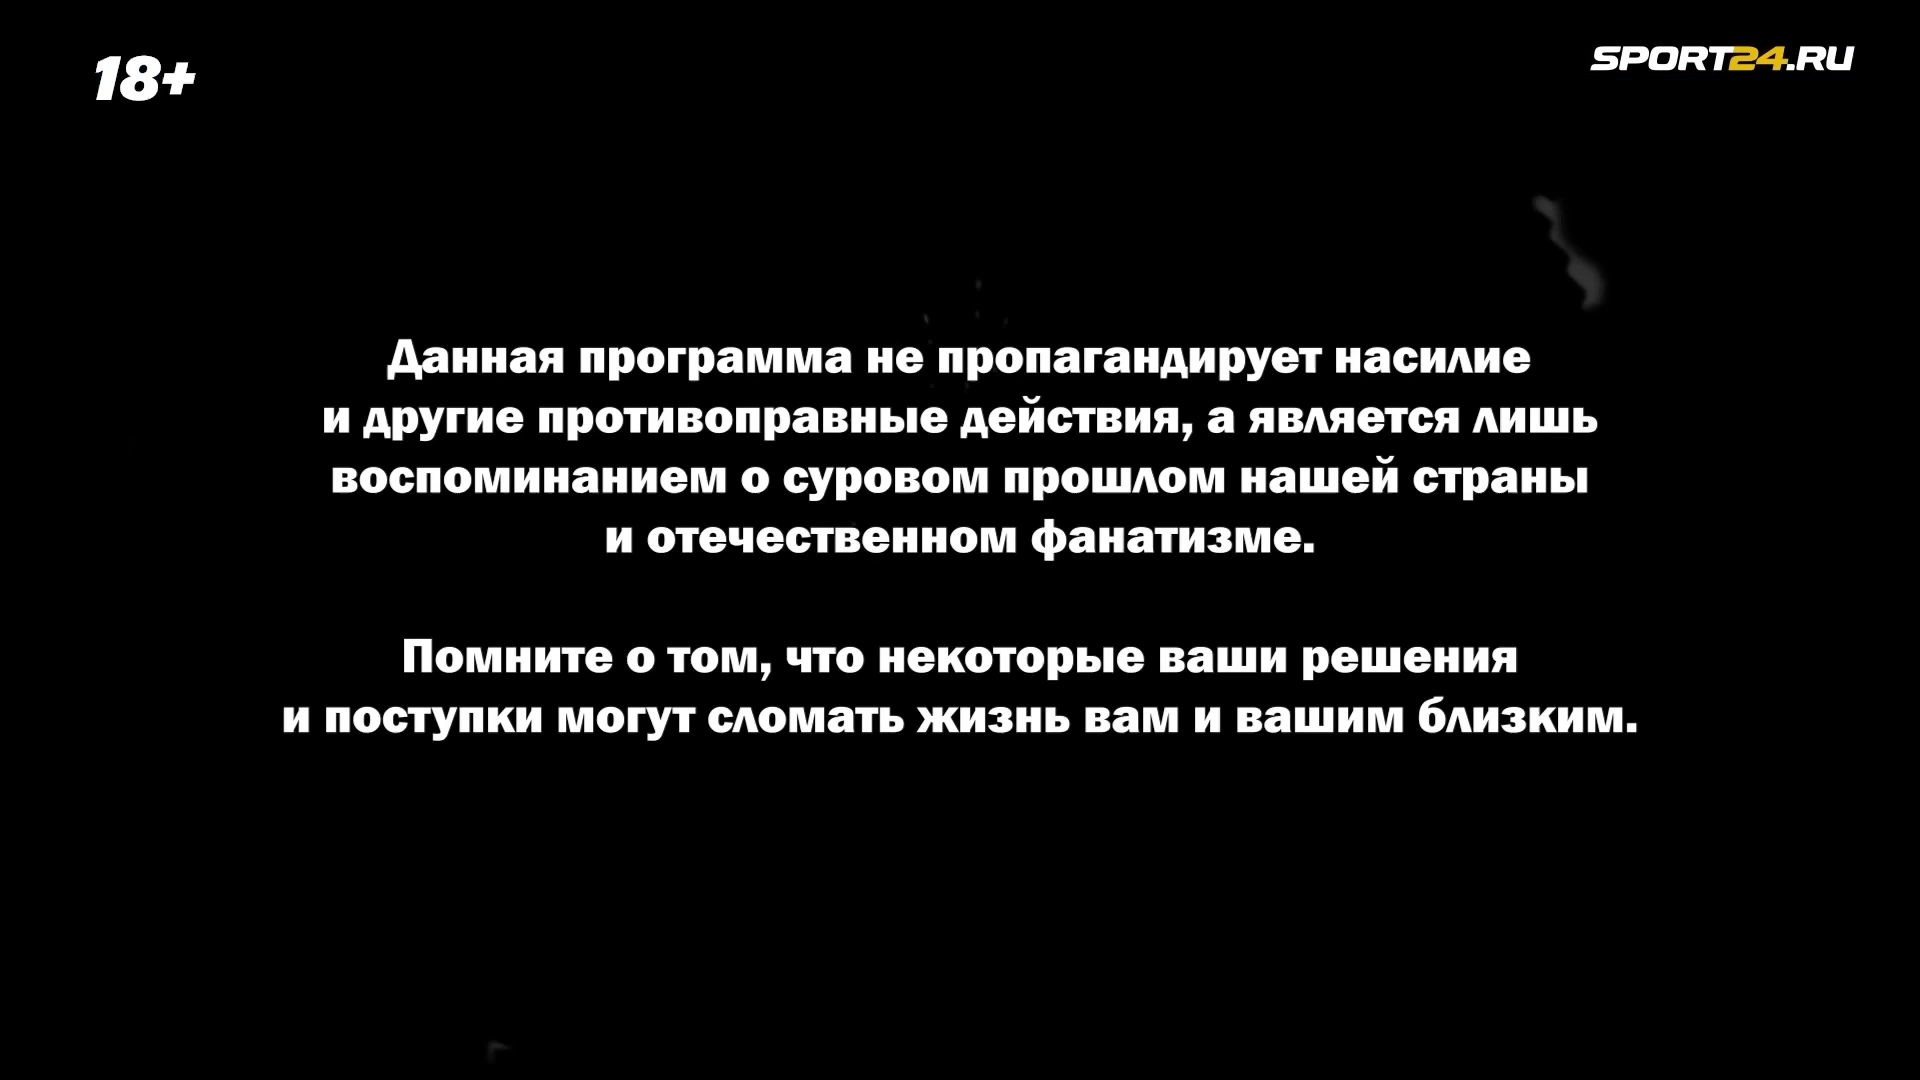 18+
SPORT24.RU
Данная программа не пропагандирует насилие
и другие противоправные действия, а является лишь
воспоминанием о суровом прошлом нашей страны
и отечественном фанатизме.
Помните о том, что некоторые ваши решения
и поступки могут сломать жизнь вам и вашим близким.